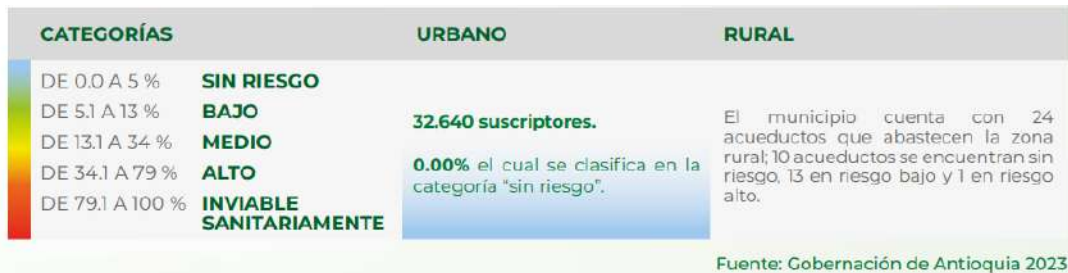 CATEGORÍAS
URBANO
RURAL
DE 0.0 A 5 % SIN RIESGO
DE 5.1 A 13 % BAJO
DE 13.1 A 34 % MEDIO
DE 34.1 A 79 % ALTO
DE 79.1 A 100 % INVIABLE
SANITARIAMENTE
32.640 suscriptores.
0.00% el cual se clasifica en la
categoría “sin riesgo”.
El municipio cuenta con 24
acueductos que abastecen la zona
rural; 10 acueductos se encuentran sin
riesgo, 13 en riesgo bajo y 1 en riesgo
alto.
Fuente: Gobernación de Antioquia 2023